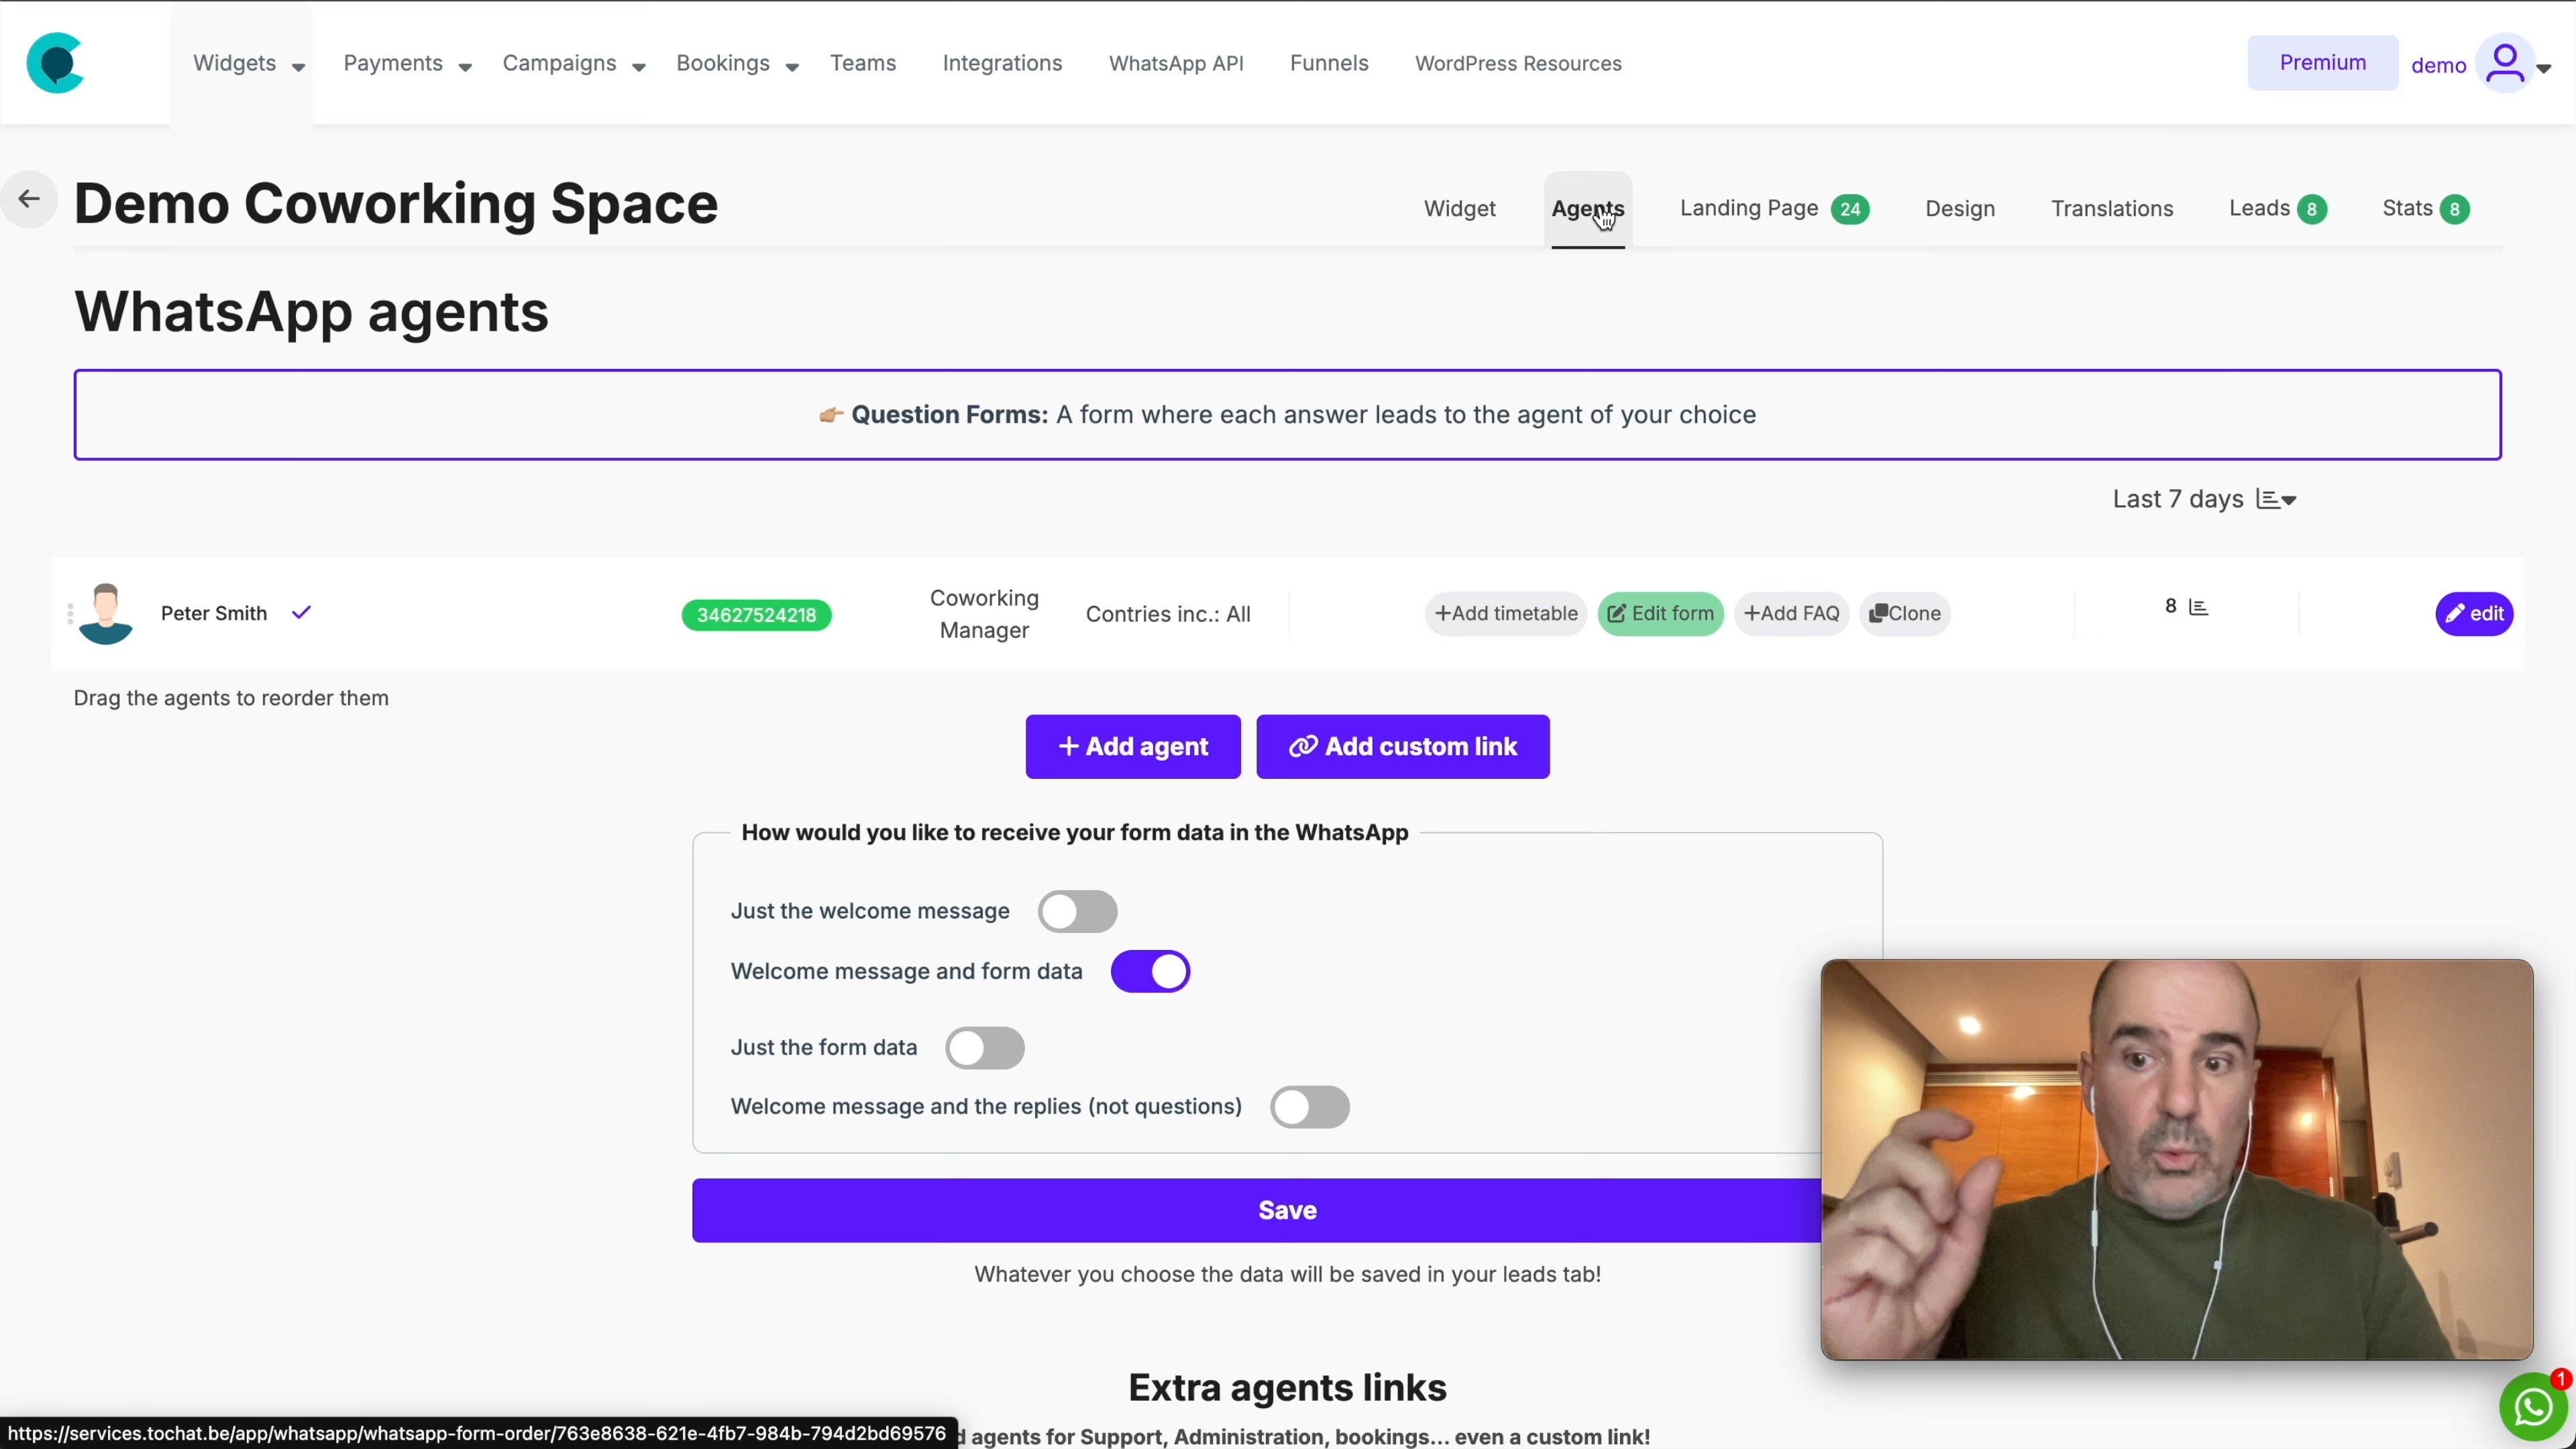 Widgets Payments Campaigns Bookings Teams Integrations WhatsApp API Funnels WordPress Resources Premium demo
Demo Coworking Space
Widget Agents Landing Page 24 Design Translations Leads 8 Stats 8
WhatsApp agents
👉🏼 Question Forms: A form where each answer leads to the agent of your choice
Last 7 days
Peter Smith 34627524218 Coworking Manager Contries inc.: All +Add timetable Edit form +Add FAQ Clone 8 edit
Drag the agents to reorder them
+ Add agent Add custom link
How would you like to receive your form data in the WhatsApp
Just the welcome message
Welcome message and form data
Just the form data
Welcome message and the replies (not questions)
Save
Whatever you choose the data will be saved in your leads tab!
Extra agents links
1
https://services.tochat.be/app/whatsapp/whatsapp-form-order/763e8638-621e-4fb7-984b-794d2bd69576
agents for Support, Administration, bookings... even a custom link!